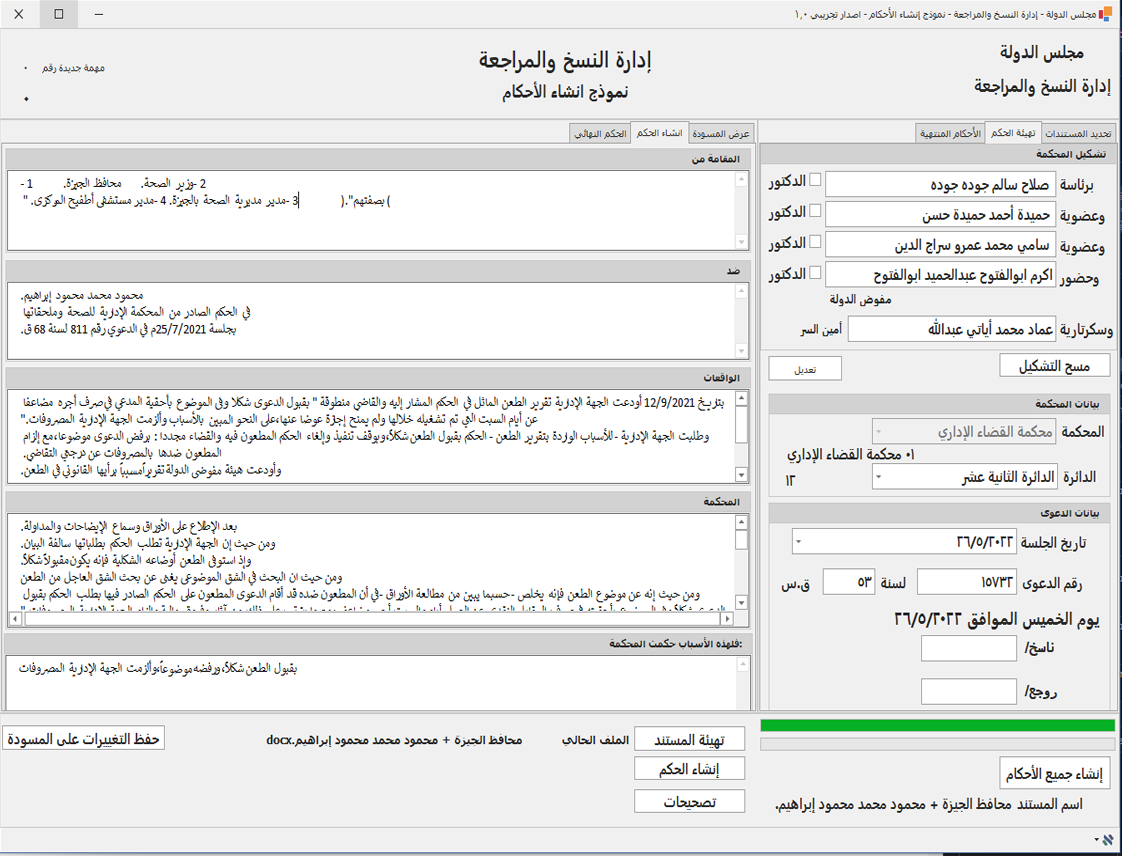 مجلس الدولة - إدارة النسخ والمراجعة - نموذج إنشاء الأحكام - اصدار تجريبي ١,٠
مجلس الدولة
إدارة النسخ والمراجعة
إدارة النسخ والمراجعة
نموذج انشاء الأحكام
مهمة جديدة رقم ٠
تحديد المستندات
تهيئة الحكم
الأحكام المنتهية
تشكيل المحكمة
برئاسة صلاح سالم جوده جوده الدكتور
وعضوية حميدة أحمد حميدة حسن الدكتور
وعضوية سامي محمد عمرو سراج الدين الدكتور
وحضور اكرم ابوالفتوح عبدالحميد ابوالفتوح الدكتور
مفوض الدولة
وسكرتارية عماد محمد أياتي عبدالله أمين السر
مسح التشكيل
تعديل
بيانات المحكمة
المحكمة محكمة القضاء الإداري
٠١ محكمة القضاء الإداري
الدائرة الدائرة الثانية عشر ١٢
بيانات الدعوى
تاريخ الجلسة ٢٦/٥/٢٠٢٢
رقم الدعوى ١٥٧٣٢ لسنة ٥٣ ق.س
يوم الخميس الموافق ٢٦/٥/٢٠٢٢
ناسخ/
روجع/
إنشاء جميع الأحكام
اسم المستند محافظ الجيزة + محمود محمد محمود إبراهيم.
عرض المسودة
انشاء الحكم
الحكم النهائي
المقامة من
1 - محافظ الجيزة. 2 -وزير الصحة.
3 -مدير مديرية الصحة بالجيزة. 4 -مدير مستشفى أطفيح المركزى. " (بصفتهم".)
ضد
محمود محمد محمود إبراهيم.
في الحكم الصادر من المحكمة الإدارية للصحة وملحقاتها
بجلسة 25/7/2021م في الدعوي رقم 811 لسنة 68 ق.
الواقعات
بتاريخ 12/9/2021 أودعت الجهة الإدارية تقرير الطعن الماثل في الحكم المشار إليه والقاضي منطوقة " بقبول الدعوى شكلا وفى الموضوع بأحقية المدعي في صرف أجره مضاعفا
عن أيام السبت التي تم تشغيله خلالها ولم يمنح إجازة عوضا عنها،على النحو المبين بالأسباب وألزمت الجهة الإدارية المصروفات."
وطلبت الجهة الإدارية -للأسباب الواردة بتقرير الطعن - الحكم بقبول الطعن شكلاً،وبوقف تنفيذ وإلغاء الحكم المطعون فيه والقضاء مجددا : برفض الدعوى موضوعا،مع إلزام
المطعون ضدها بالمصروفات عن درجتي التقاضي.
وأودعت هيئة مفوضى الدولة تقريراً مسبباً برأيها القانوني في الطعن.
المحكمة
بعد الإطلاع على الأوراق وسماع الإيضاحات والمداولة.
ومن حيث إن الجهة الإدارية تطلب الحكم بطلباتها سالفة البيان.
وإذ استوفى الطعن أوضاعه الشكلية فإنه يكون مقبولاً شكلاً.
ومن حيث ان البحث في الشق الموضوعى يغنى عن بحث الشق العاجل من الطعن
ومن حيث إنه عن موضوع الطعن فإنه يخلص -حسبما يبين من مطالعة الأوراق -في أن المطعون ضده قد أقام الدعوى المطعون على الحكم الصادر فيها بطلب الحكم بقبول
فلهذه الأسباب حكمت المحكمة:
بقبول الطعن شكلاً،ورفضه موضوعاً،وألزمت الجهة الإدارية المصروفات
تهيئة المستند
الملف الحالي
محافظ الجيزة + محمود محمد محمود إبراهيم.docx
حفظ التغييرات على المسودة
إنشاء الحكم
تصحيحات